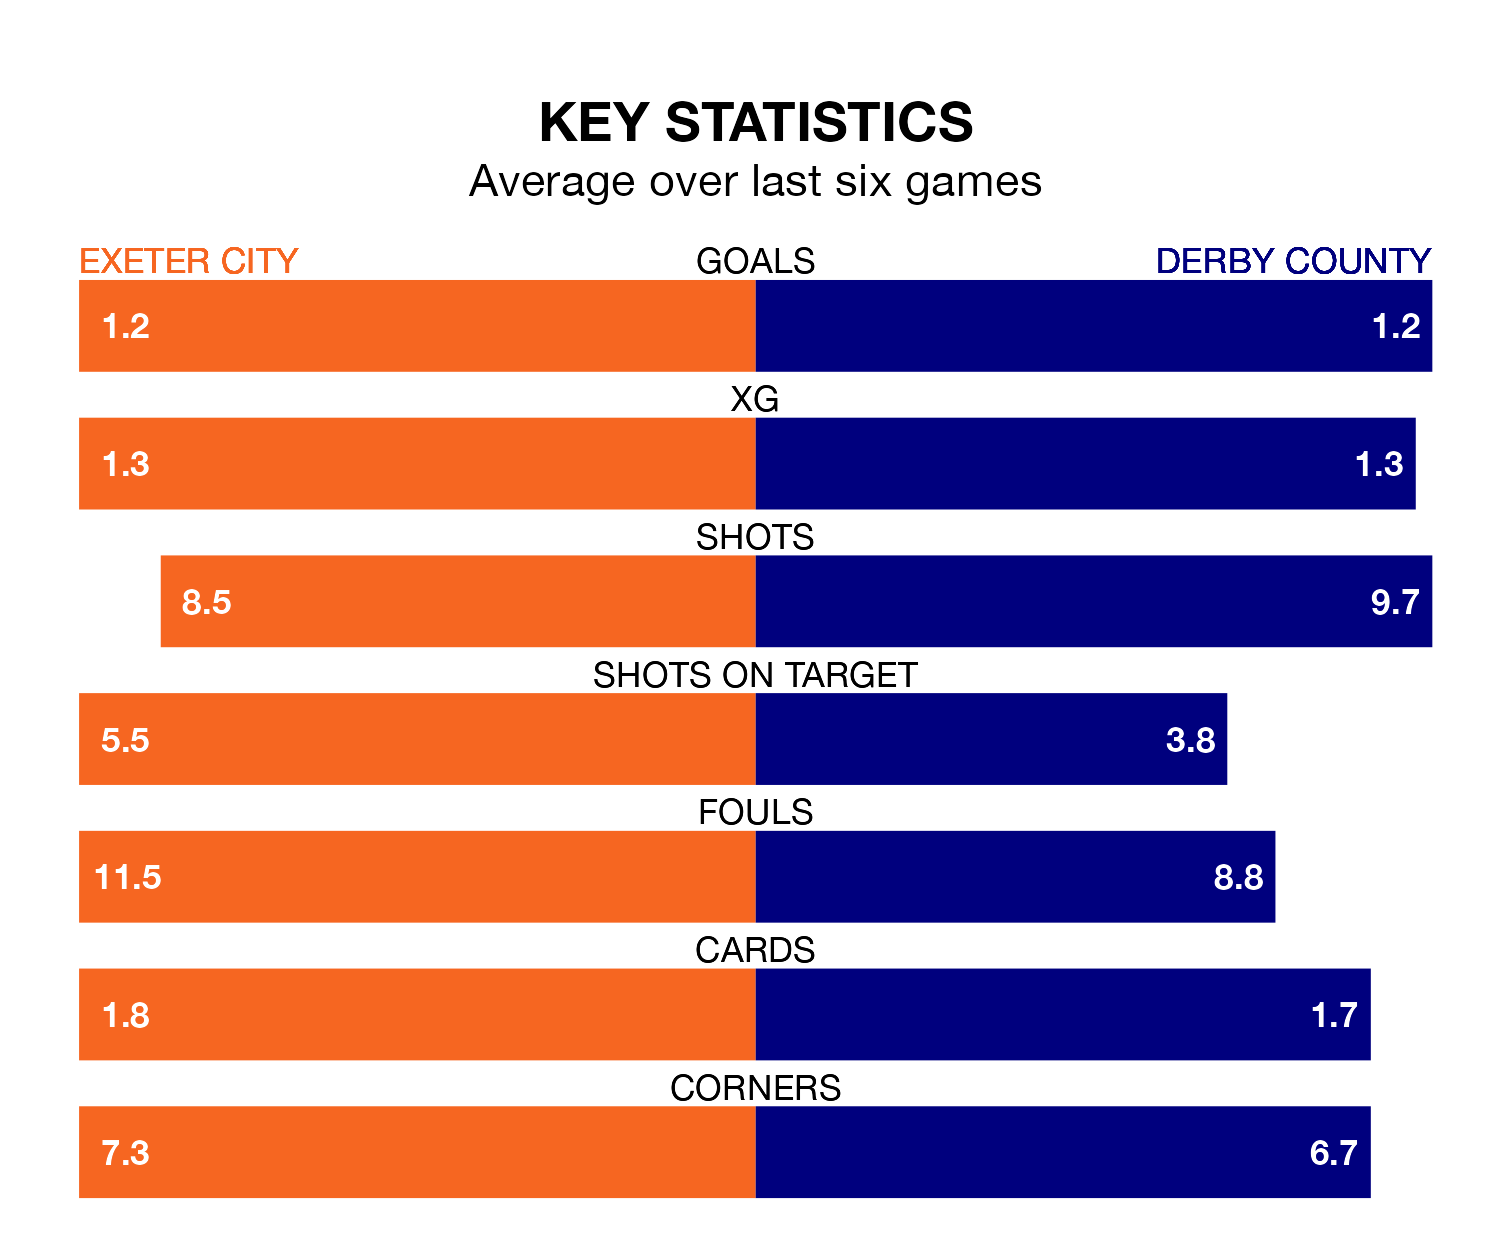 KEY STATISTICS
Average over last six games
EXETER CITY GOALS DERBY COUNTY
1.2 1.2
XG
1.3 1.3
SHOTS
8.5 9.7
SHOTS ON TARGET
5.5 3.8
FOULS
11.5 8.8
CARDS
1.8 1.7
CORNERS
7.3 6.7